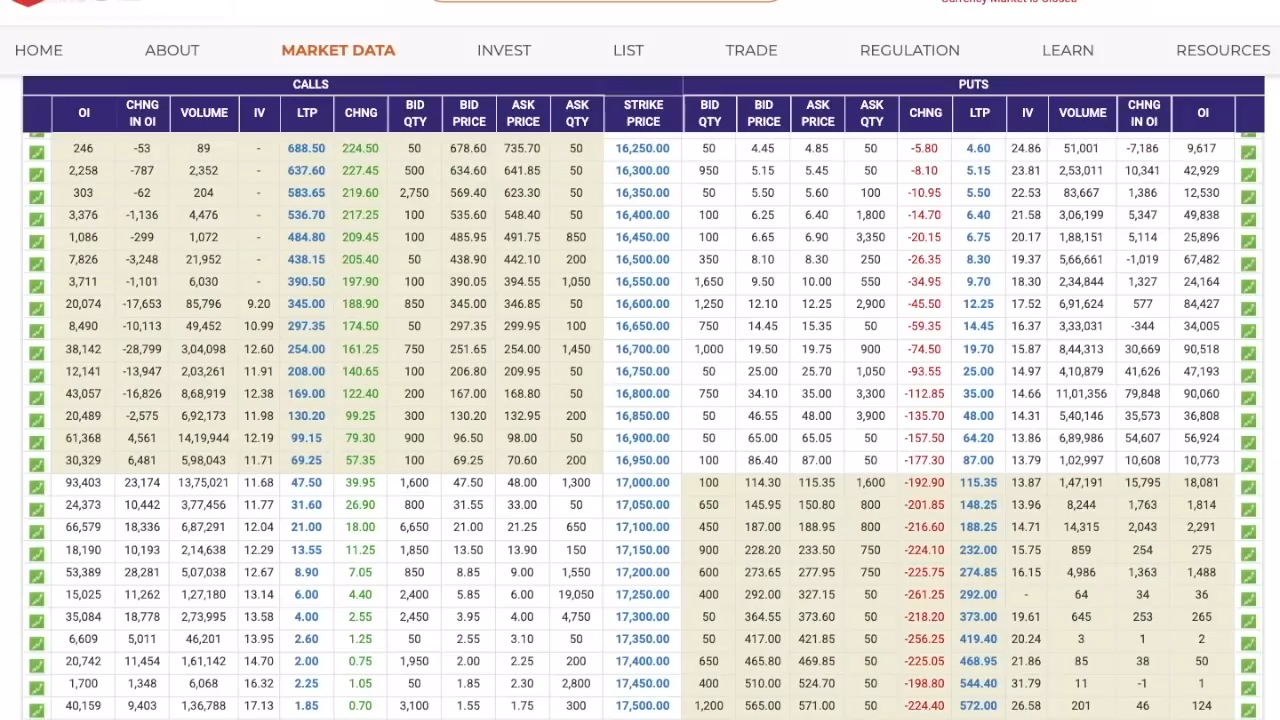 Currency Market is Closed
HOME ABOUT MARKET DATA INVEST LIST TRADE REGULATION LEARN RESOURCES
CALLS PUTS
OI CHNG IN OI VOLUME IV LTP CHNG BID QTY BID PRICE ASK PRICE ASK QTY STRIKE PRICE BID QTY BID PRICE ASK PRICE ASK QTY CHNG LTP IV VOLUME CHNG IN OI OI
246 -53 89 - 688.50 224.50 50 678.60 735.70 50 16,250.00 50 4.45 4.85 50 -5.80 4.60 24.86 51,001 -7,186 9,617
2,258 -787 2,352 - 637.60 227.45 500 634.60 641.85 50 16,300.00 950 5.15 5.45 50 -8.10 5.15 23.81 2,53,011 10,341 42,929
303 -62 204 - 583.65 219.60 2,750 569.40 623.30 50 16,350.00 50 5.50 5.60 100 -10.95 5.50 22.53 83,667 1,386 12,530
3,376 -1,136 4,476 - 536.70 217.25 100 535.60 548.40 50 16,400.00 100 6.25 6.40 1,800 -14.70 6.40 21.58 3,06,199 5,347 49,838
1,086 -299 1,072 - 484.80 209.45 100 485.95 491.75 850 16,450.00 100 6.65 6.90 3,350 -20.15 6.75 20.17 1,88,151 5,114 25,896
7,826 -3,248 21,952 - 438.15 205.40 50 438.90 442.10 200 16,500.00 350 8.10 8.30 250 -26.35 8.30 19.37 5,66,661 -1,019 67,482
3,711 -1,101 6,030 - 390.50 197.90 100 390.05 394.55 1,050 16,550.00 1,650 9.50 10.00 550 -34.95 9.70 18.30 2,34,844 1,327 24,164
20,074 -17,653 85,796 9.20 345.00 188.90 850 345.00 346.85 50 16,600.00 1,250 12.10 12.25 2,900 -45.50 12.25 17.52 6,91,624 577 84,427
8,490 -10,113 49,452 10.99 297.35 174.50 50 297.35 299.95 100 16,650.00 750 14.45 15.35 50 -59.35 14.45 16.37 3,33,031 -344 34,005
38,142 -28,799 3,04,098 12.60 254.00 161.25 750 251.65 254.00 1,450 16,700.00 1,000 19.50 19.75 900 -74.50 19.70 15.87 8,44,313 30,669 90,518
12,141 -13,947 2,03,261 11.91 208.00 140.65 100 206.80 209.95 50 16,750.00 50 25.00 25.70 1,050 -93.55 25.00 14.97 4,10,879 41,626 47,193
43,057 -16,826 8,68,919 12.38 169.00 122.40 200 167.00 168.80 50 16,800.00 750 34.10 35.00 3,300 -112.85 35.00 14.66 11,01,356 79,848 90,060
20,489 -2,575 6,92,173 11.98 130.20 99.25 300 130.20 132.95 200 16,850.00 50 46.55 48.00 3,900 -135.70 48.00 14.31 5,40,146 35,573 36,808
61,368 4,561 14,19,944 12.19 99.15 79.30 900 96.50 98.00 50 16,900.00 50 65.00 65.05 50 -157.50 64.20 13.86 6,89,986 54,607 56,924
30,329 6,481 5,98,043 11.71 69.25 57.35 100 69.25 70.60 200 16,950.00 100 86.40 87.00 50 -177.30 87.00 13.79 1,02,997 10,608 10,773
93,403 23,174 13,75,021 11.68 47.50 39.95 1,600 47.50 48.00 1,300 17,000.00 100 114.30 115.35 1,600 -192.90 115.35 13.87 1,47,191 15,795 18,081
24,373 10,442 3,77,456 11.77 31.60 26.90 800 31.55 33.00 50 17,050.00 650 145.95 150.80 800 -201.85 148.25 13.96 8,244 1,763 1,814
66,579 18,336 6,87,291 12.04 21.00 18.00 6,650 21.00 21.25 650 17,100.00 450 187.00 188.95 800 -216.60 188.25 14.71 14,315 2,043 2,291
18,190 10,193 2,14,638 12.29 13.55 11.25 1,850 13.50 13.90 150 17,150.00 900 228.20 233.50 750 -224.10 232.00 15.75 859 254 275
53,389 28,281 5,07,038 12.67 8.90 7.05 850 8.85 9.00 1,550 17,200.00 600 273.65 277.95 750 -225.75 274.85 16.15 4,986 1,363 1,488
15,025 11,262 1,27,180 13.14 6.00 4.40 2,400 5.85 6.00 19,050 17,250.00 400 292.00 327.15 50 -261.25 292.00 - 64 34 36
35,084 18,778 2,73,995 13.58 4.00 2.55 2,450 3.95 4.00 4,750 17,300.00 50 364.55 373.60 50 -218.20 373.00 19.61 645 253 265
6,609 5,011 46,201 13.95 2.60 1.25 50 2.55 3.10 50 17,350.00 50 417.00 421.85 50 -256.25 419.40 20.24 3 1 2
20,742 11,454 1,61,142 14.70 2.00 0.75 1,950 2.00 2.25 200 17,400.00 650 465.80 469.85 50 -225.05 468.95 21.86 85 38 50
1,700 1,348 6,068 16.32 2.25 1.05 50 1.85 2.30 2,800 17,450.00 400 510.00 524.70 50 -198.80 544.40 31.79 11 -1 1
40,159 9,403 1,36,788 17.13 1.85 0.70 3,100 1.55 1.75 300 17,500.00 1,200 565.00 571.00 50 -224.40 572.00 26.58 201 46 124